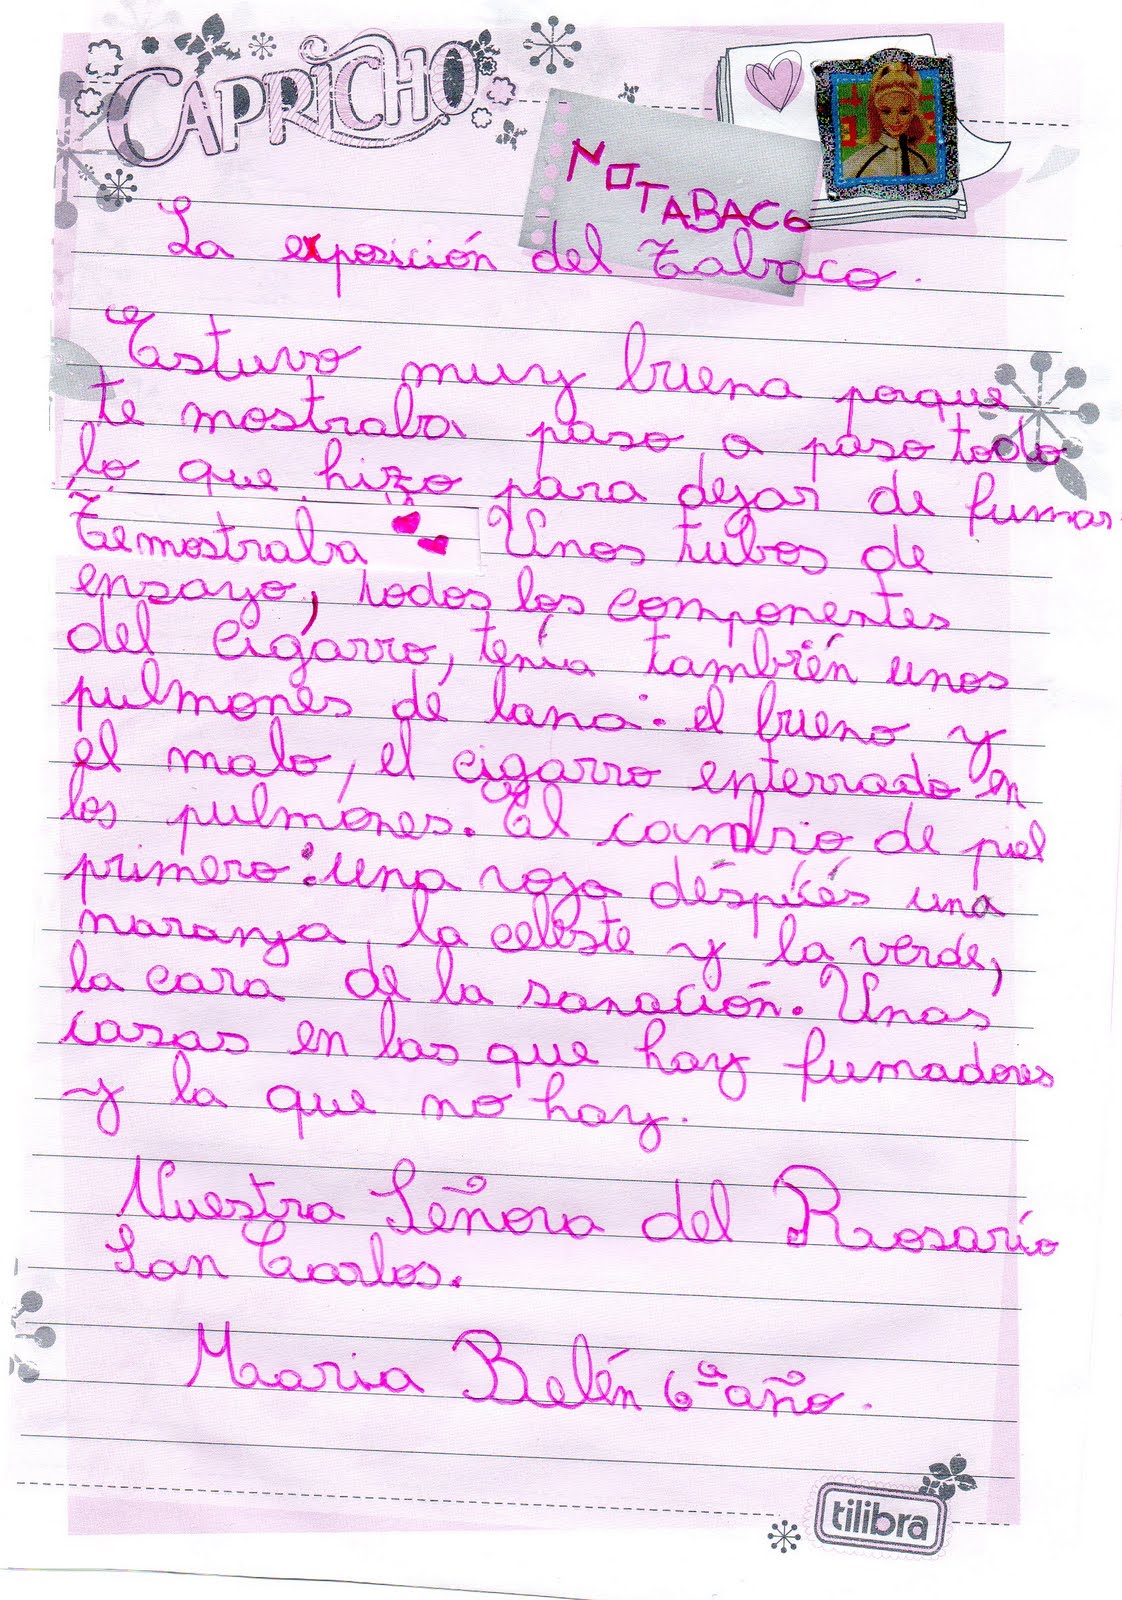 CAPRICHO
NO TABACO
La exposición del Tabaco.
Estuvo muy buena porque
te mostraba paso a paso todo
lo que hizo para dejar de fumar
Te mostraba Unos tubos de
ensayo, todos los componentes
del cigarro, tenía también unos
pulmones de lana: el bueno y
el malo, el cigarro enterrado en
los pulmones. El cambio de piel
primero: una roja déspúés una
naranja, la celeste y la verde,
la cara de la sanación. Unas
casas en las que hay fumadores
y la que no hay.
Nuestra Señora del Rosario
San Carlos.
Maria Belén 6º año.
tilibra